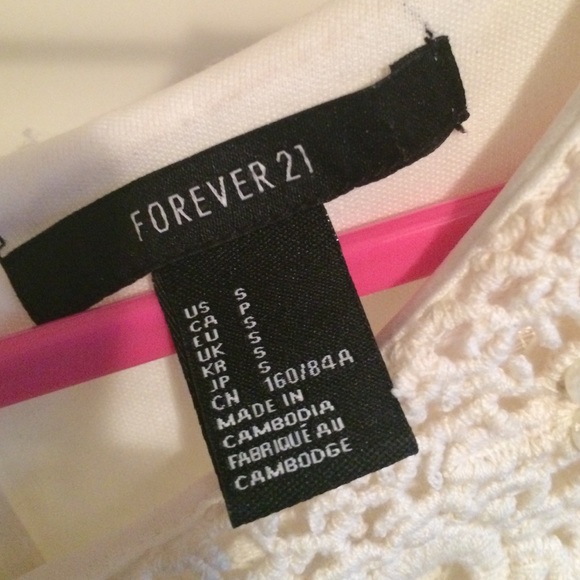 FOREVER 21
US S
CA P
EU S
UK S
KR S
JP S
CN 160/84A
MADE IN
CAMBODIA
FABRIQUÉ AU
CAMBODGE